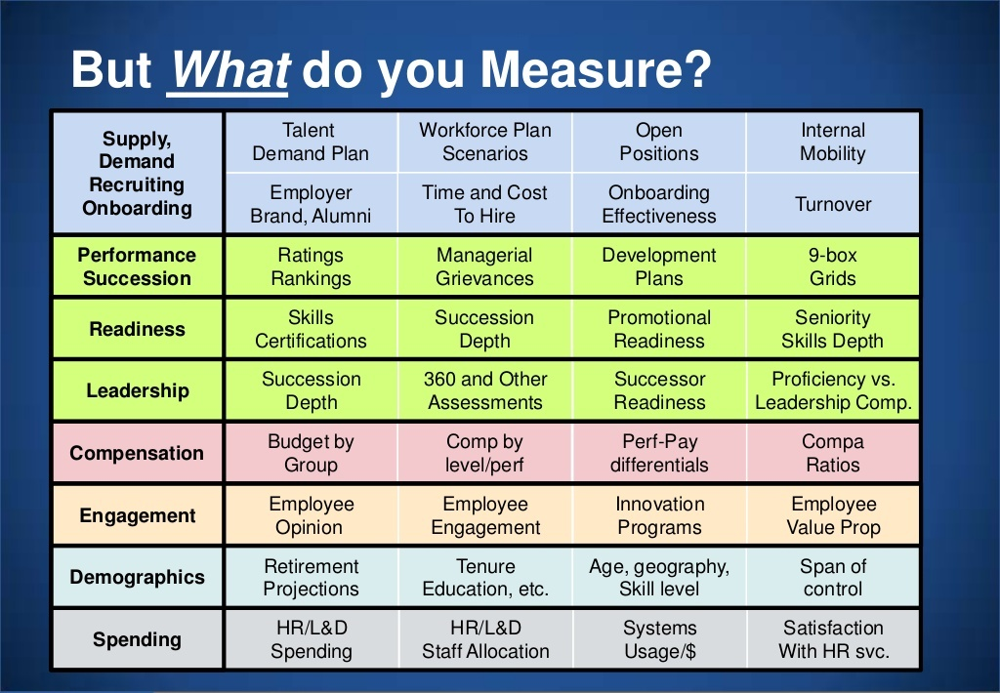 But What do you Measure?
Supply,
Demand
Recruiting
Onboarding
Talent
Demand Plan
Workforce Plan
Scenarios
Open
Positions
Internal
Mobility
Employer
Brand, Alumni
Time and Cost
To Hire
Onboarding
Effectiveness
Turnover
Performance
Succession
Ratings
Rankings
Managerial
Grievances
Development
Plans
9-box
Grids
Readiness
Skills
Certifications
Succession
Depth
Promotional
Readiness
Seniority
Skills Depth
Leadership
Succession
Depth
360 and Other
Assessments
Successor
Readiness
Proficiency vs.
Leadership Comp.
Compensation
Budget by
Group
Comp by
level/perf
Perf-Pay
differentials
Compa
Ratios
Engagement
Employee
Opinion
Employee
Engagement
Innovation
Programs
Employee
Value Prop
Demographics
Retirement
Projections
Tenure
Education, etc.
Age, geography,
Skill level
Span of
control
Spending
HR/L&D
Spending
HR/L&D
Staff Allocation
Systems
Usage/$
Satisfaction
With HR svc.